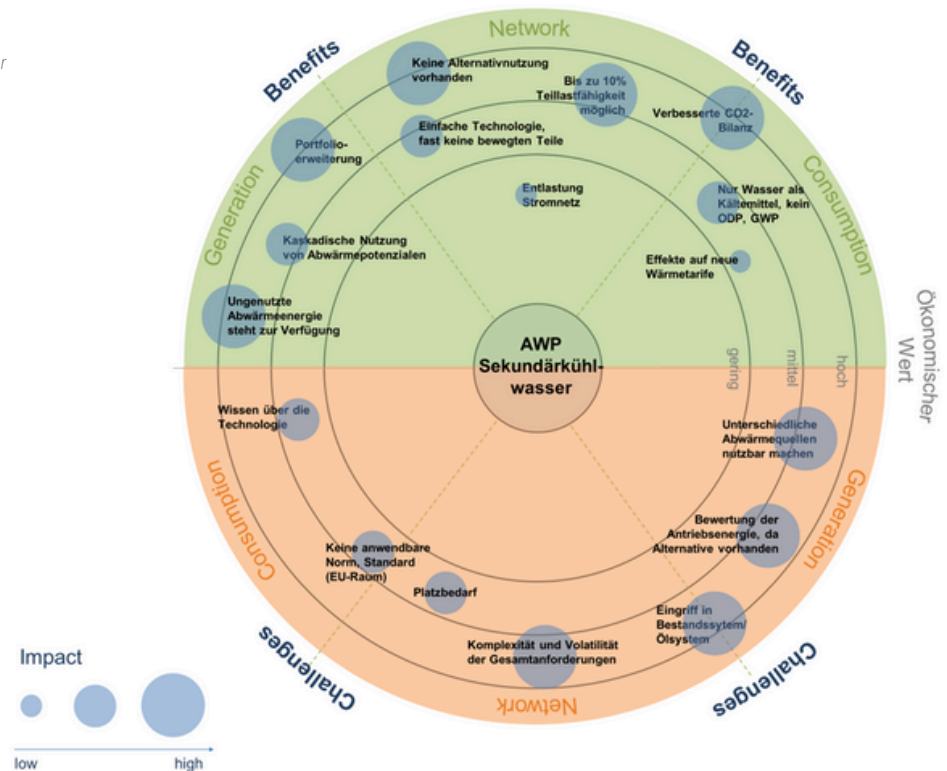 r
Network
Benefits
Benefits
Keine Alternativnutzung
vorhanden
Bis zu 10%
Teillastfähigkeit
möglich
Verbesserte CO2-
Bilanz
Einfache Technologie,
fast keine bewegten Teile
Portfolio-
erweiterung
Generation
Consumption
Entlastung
Stromnetz
Nur Wasser als
Kältemittel, kein
ODP, GWP
Kaskadische Nutzung
von Abwärmepotenzialen
Effekte auf neue
Wärmetarife
Ungenutzte
Abwärmeenergie
steht zur Verfügung
AWP
Sekundärkühl-
wasser
gering
mittel
hoch
Ökonomischer
Wert
Wissen über die
Technologie
Unterschiedliche
Abwärmequellen
nutzbar machen
Consumption
Generation
Bewertung der
Antriebsenergie, da
Alternative vorhanden
Keine anwendbare
Norm, Standard
(EU-Raum)
Platzbedarf
Eingriff in
Bestandssytem/
Ölsystem
Komplexität und Volatilität
der Gesamtanforderungen
Challenges
Challenges
Network
Impact
low
high